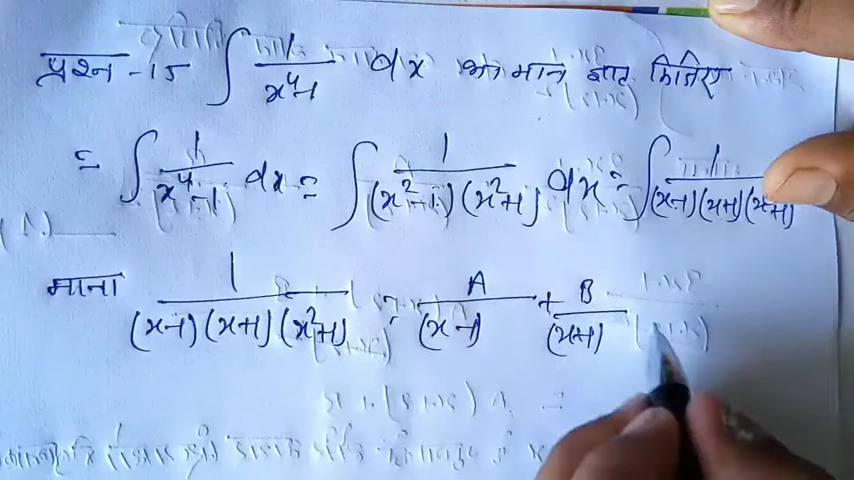 प्रश्न - 15 ∫ 1/(x⁴-1) dx का मान ज्ञात किजिए
= ∫ 1/(x⁴-1) dx = ∫ 1/((x²-1)(x²+1)) dx = ∫ 1/((x-1)(x+1)(x²+1))
माना 1/((x-1)(x+1)(x²+1)) = A/(x-1) + B/(x+1)